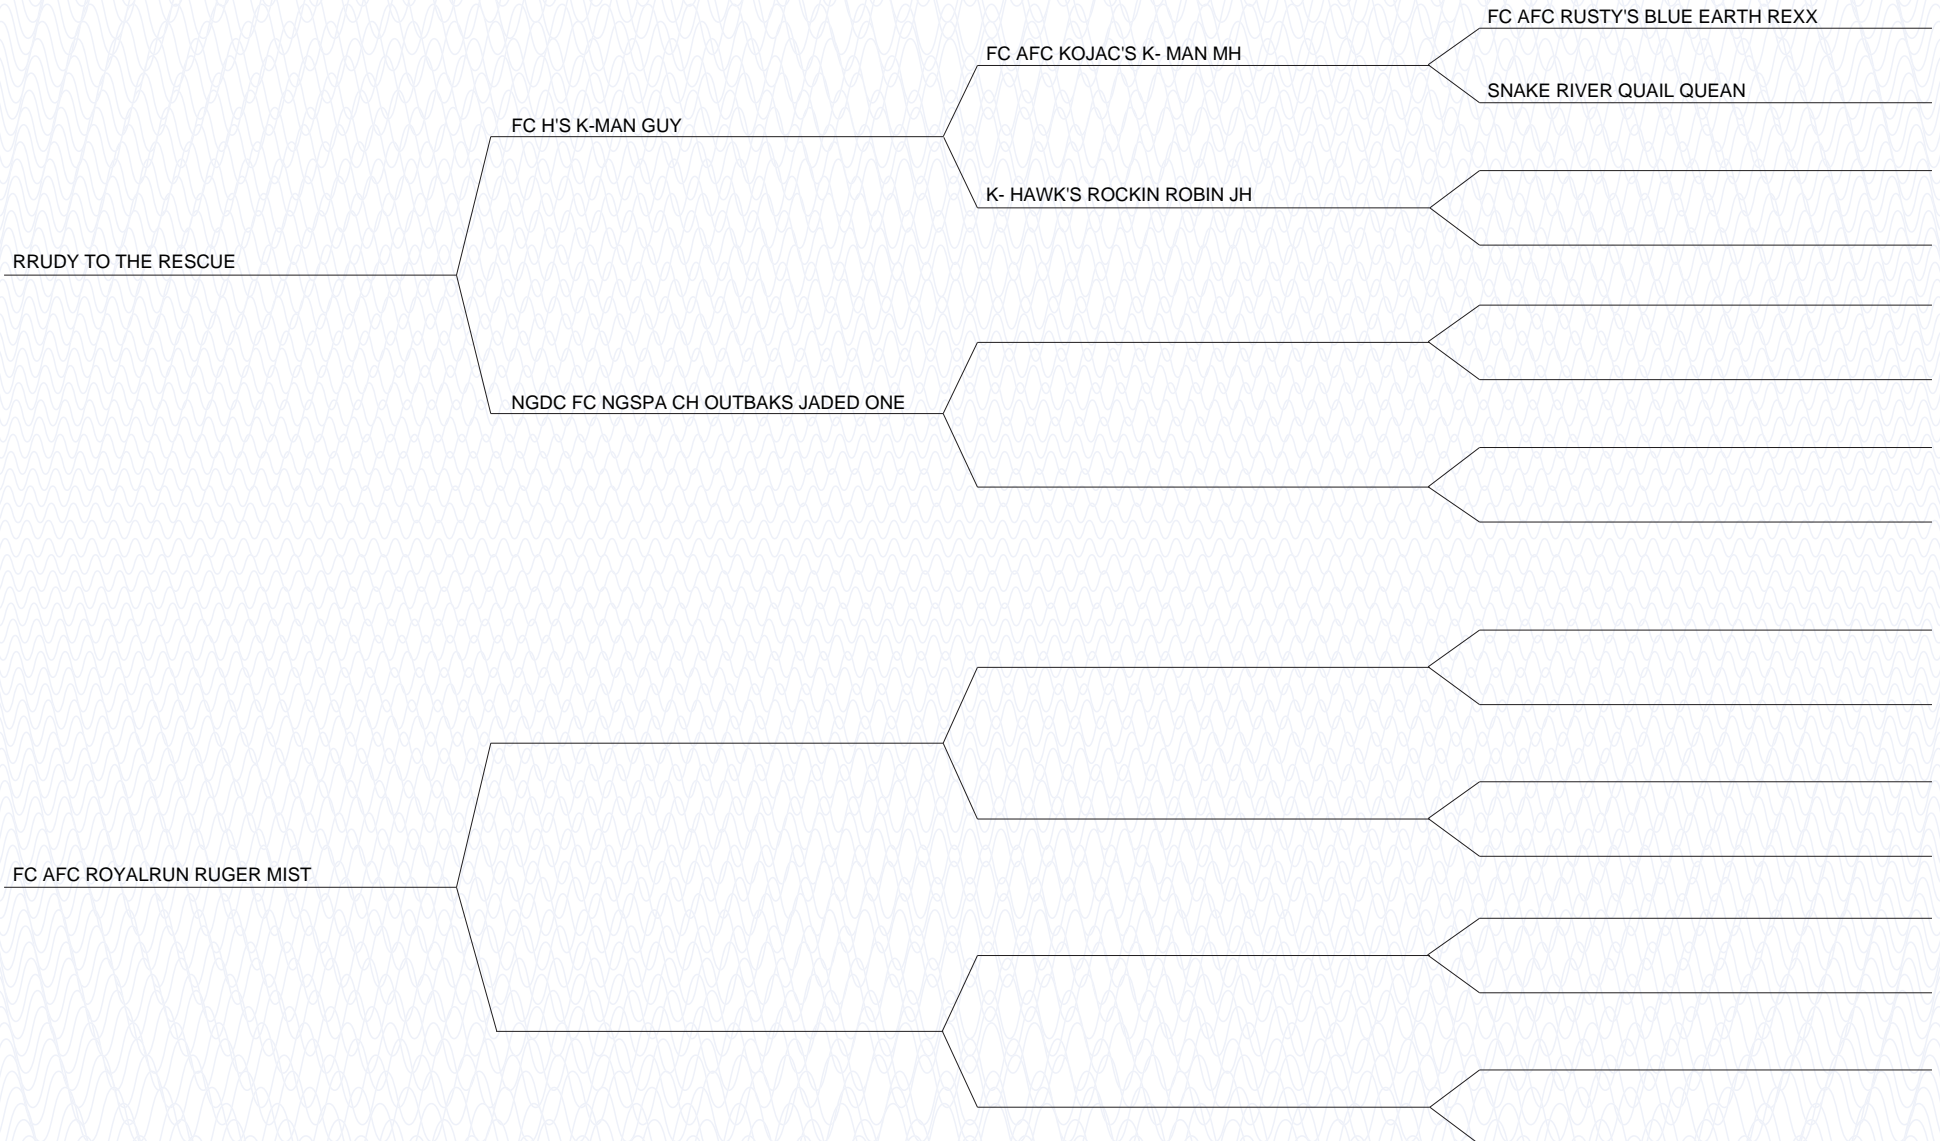 FC AFC RUSTY'S BLUE EARTH REXX
FC AFC KOJAC'S K- MAN MH
SNAKE RIVER QUAIL QUEAN
FC H'S K-MAN GUY
K- HAWK'S ROCKIN ROBIN JH
RRUDY TO THE RESCUE
NGDC FC NGSPA CH OUTBAKS JADED ONE
FC AFC ROYALRUN RUGER MIST